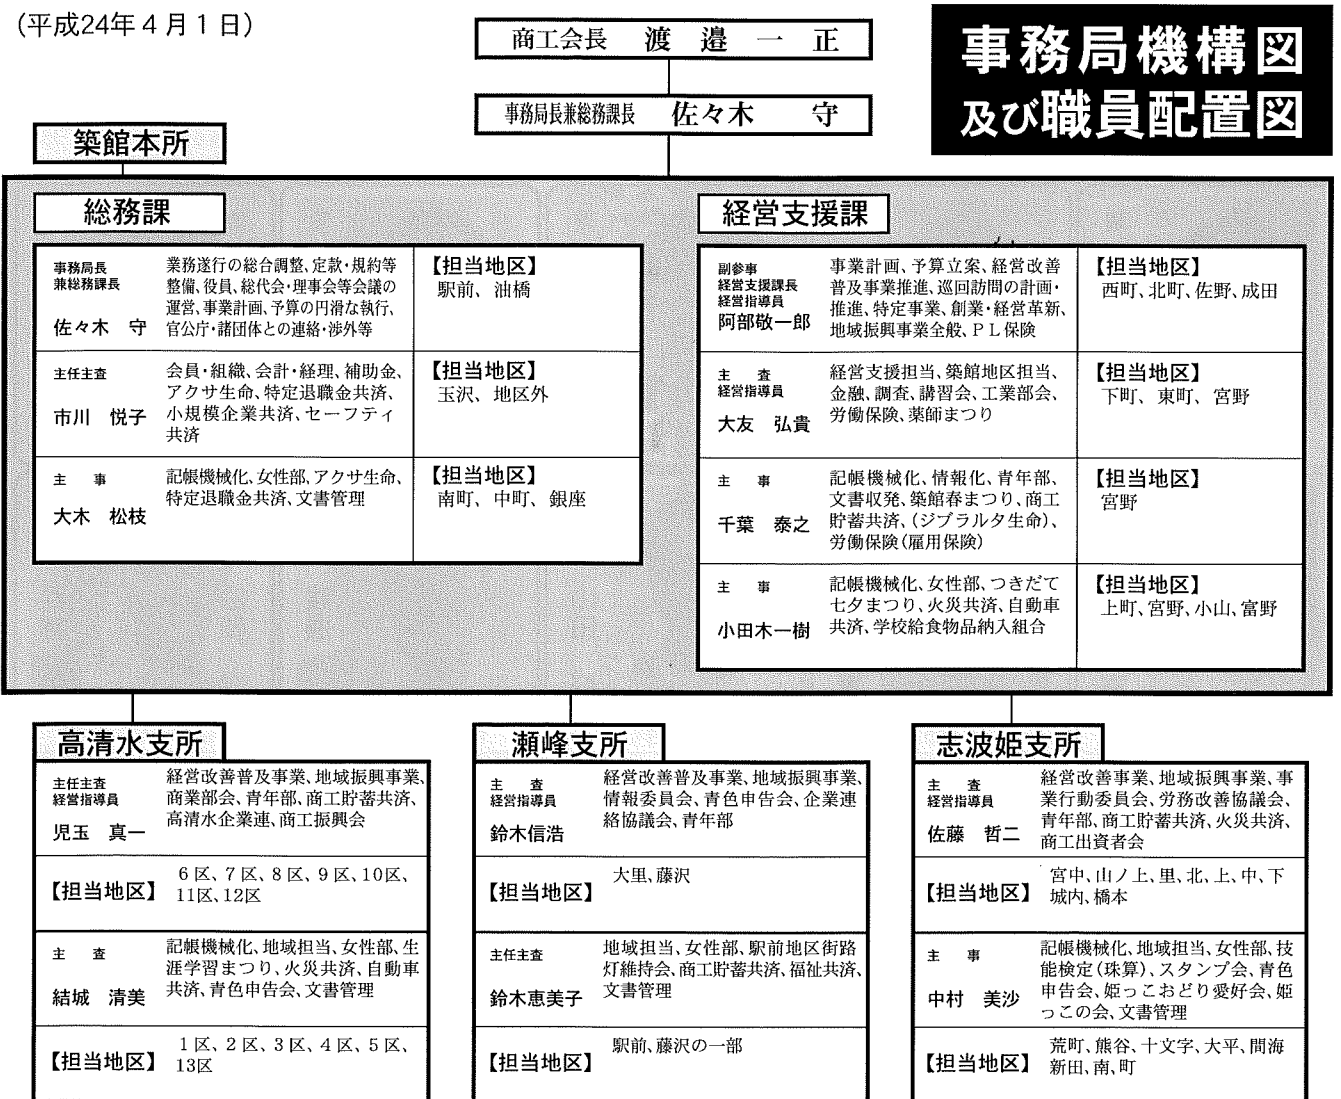 (平成24年4月1日)
商工会長 渡邉一正
事務局長兼総務課長 佐々木 守
事務局機構図
及び職員配置図
築館本所
総務課
事務局長
兼総務課長
佐々木 守
業務遂行の総合調整、定款・規約等
整備、役員、総代会・理事会等会議の
運営、事業計画、予算の円滑な執行、
官公庁・諸団体との連絡・渉外等
【担当地区】
駅前、油橋
主任主査
市川 悦子
会員・組織、会計・経理、補助金、
アクサ生命、特定退職金共済、
小規模企業共済、セーフティ
共済
【担当地区】
玉沢、地区外
主 事
大木 松枝
記帳機械化、女性部、アクサ生命、
特定退職金共済、文書管理
【担当地区】
南町、中町、銀座
経営支援課
副参事
経営支援課長
経営指導員
阿部敬一郎
事業計画、予算立案、経営改善
普及事業推進、巡回訪問の計画・
推進、特定事業、創業・経営革新、
地域振興事業全般、PL保険
【担当地区】
西町、北町、佐野、成田
主 査
経営指導員
大友 弘貴
経営支援担当、築館地区担当、
金融、調査、講習会、工業部会、
労働保険、薬師まつり
【担当地区】
下町、東町、宮野
主 事
千葉 泰之
記帳機械化、情報化、青年部、
文書収発、築館春まつり、商工
貯蓄共済、(ジブラルタ生命)、
労働保険(雇用保険)
【担当地区】
宮野
主 事
小田木一樹
記帳機械化、女性部、つきだて
七夕まつり、火災共済、自動車
共済、学校給食物品納入組合
【担当地区】
上町、宮野、小山、富野
高清水支所
主任主査
経営指導員
児玉 真一
経営改善普及事業、地域振興事業、
商業部会、青年部、商工貯蓄共済、
高清水企業連、商工振興会
【担当地区】
6区、7区、8区、9区、10区、
11区、12区
主 査
結城 清美
記帳機械化、地域担当、女性部、生
涯学習まつり、火災共済、自動車
共済、青色申告会、文書管理
【担当地区】
1区、2区、3区、4区、5区、
13区
瀬峰支所
主 査
経営指導員
鈴木信浩
経営改善普及事業、地域振興事業、
情報委員会、青色申告会、企業連
絡協議会、青年部
【担当地区】
大里、藤沢
主任主査
鈴木恵美子
地域担当、女性部、駅前地区街路
灯維持会、商工貯蓄共済、福祉共済、
文書管理
【担当地区】
駅前、藤沢の一部
志波姫支所
主 査
経営指導員
佐藤 哲二
経営改善事業、地域振興事業、事
業行動委員会、労務改善協議会、
青年部、商工貯蓄共済、火災共済、
商工出資者会
【担当地区】
宮中、山ノ上、里、北、上、中、下
城内、橋本
主 事
中村 美沙
記帳機械化、地域担当、女性部、技
能検定(珠算)、スタンプ会、青色
申告会、姫っこおどり愛好会、姫
っこの会、文書管理
【担当地区】
荒町、熊谷、十文字、大平、間海
新田、南、町